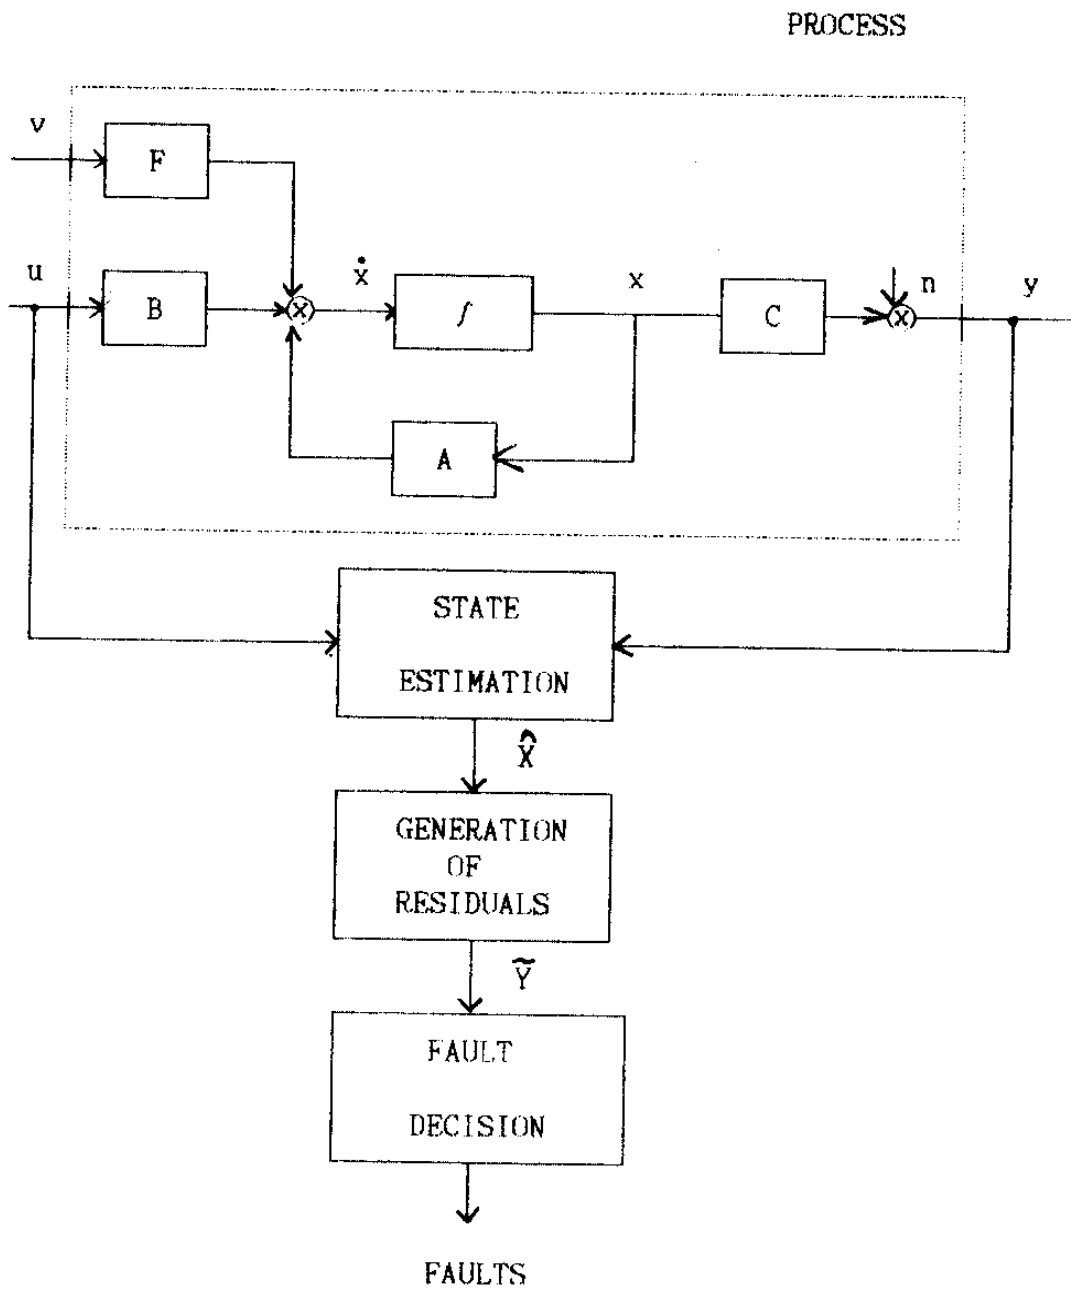 PROCESS
ν
F
u
B
(x)
ẋ
∫
x
C
n
(x)
y
A
STATE
ESTIMATION
X̂
GENERATION
OF
RESIDUALS
Ỹ
FAULT
DECISION
FAULTS